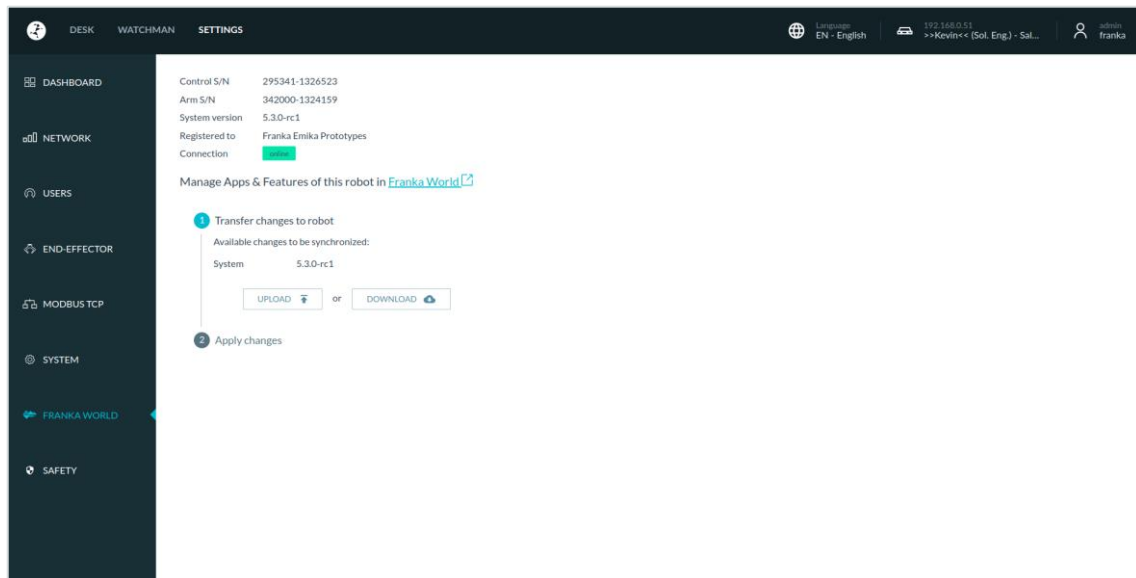 DESK WATCHMAN SETTINGS
Language
EN - English
192.168.0.51
>>Kevin<< (Sol. Eng.) - Sal...
admin
franka
DASHBOARD
NETWORK
USERS
END-EFFECTOR
MODBUS TCP
SYSTEM
FRANKA WORLD
SAFETY
Control S/N 295341-1326523
Arm S/N 342000-1324159
System version 5.3.0-rc1
Registered to Franka Emika Prototypes
Connection online
Manage Apps & Features of this robot in Franka World
1 Transfer changes to robot
Available changes to be synchronized:
System 5.3.0-rc1
UPLOAD or DOWNLOAD
2 Apply changes